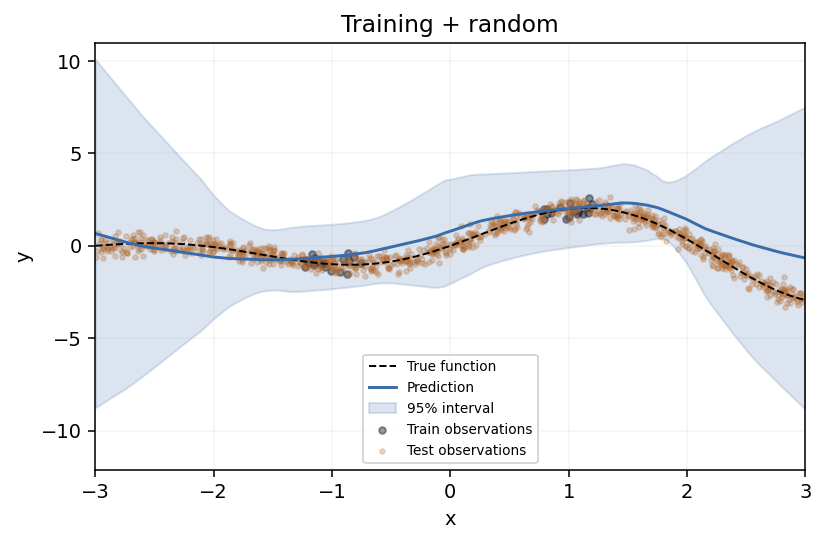 Training + random
10
5
0
−5
−10
y
−3
−2
−1
0
1
2
3
x
True function
Prediction
95% interval
Train observations
Test observations